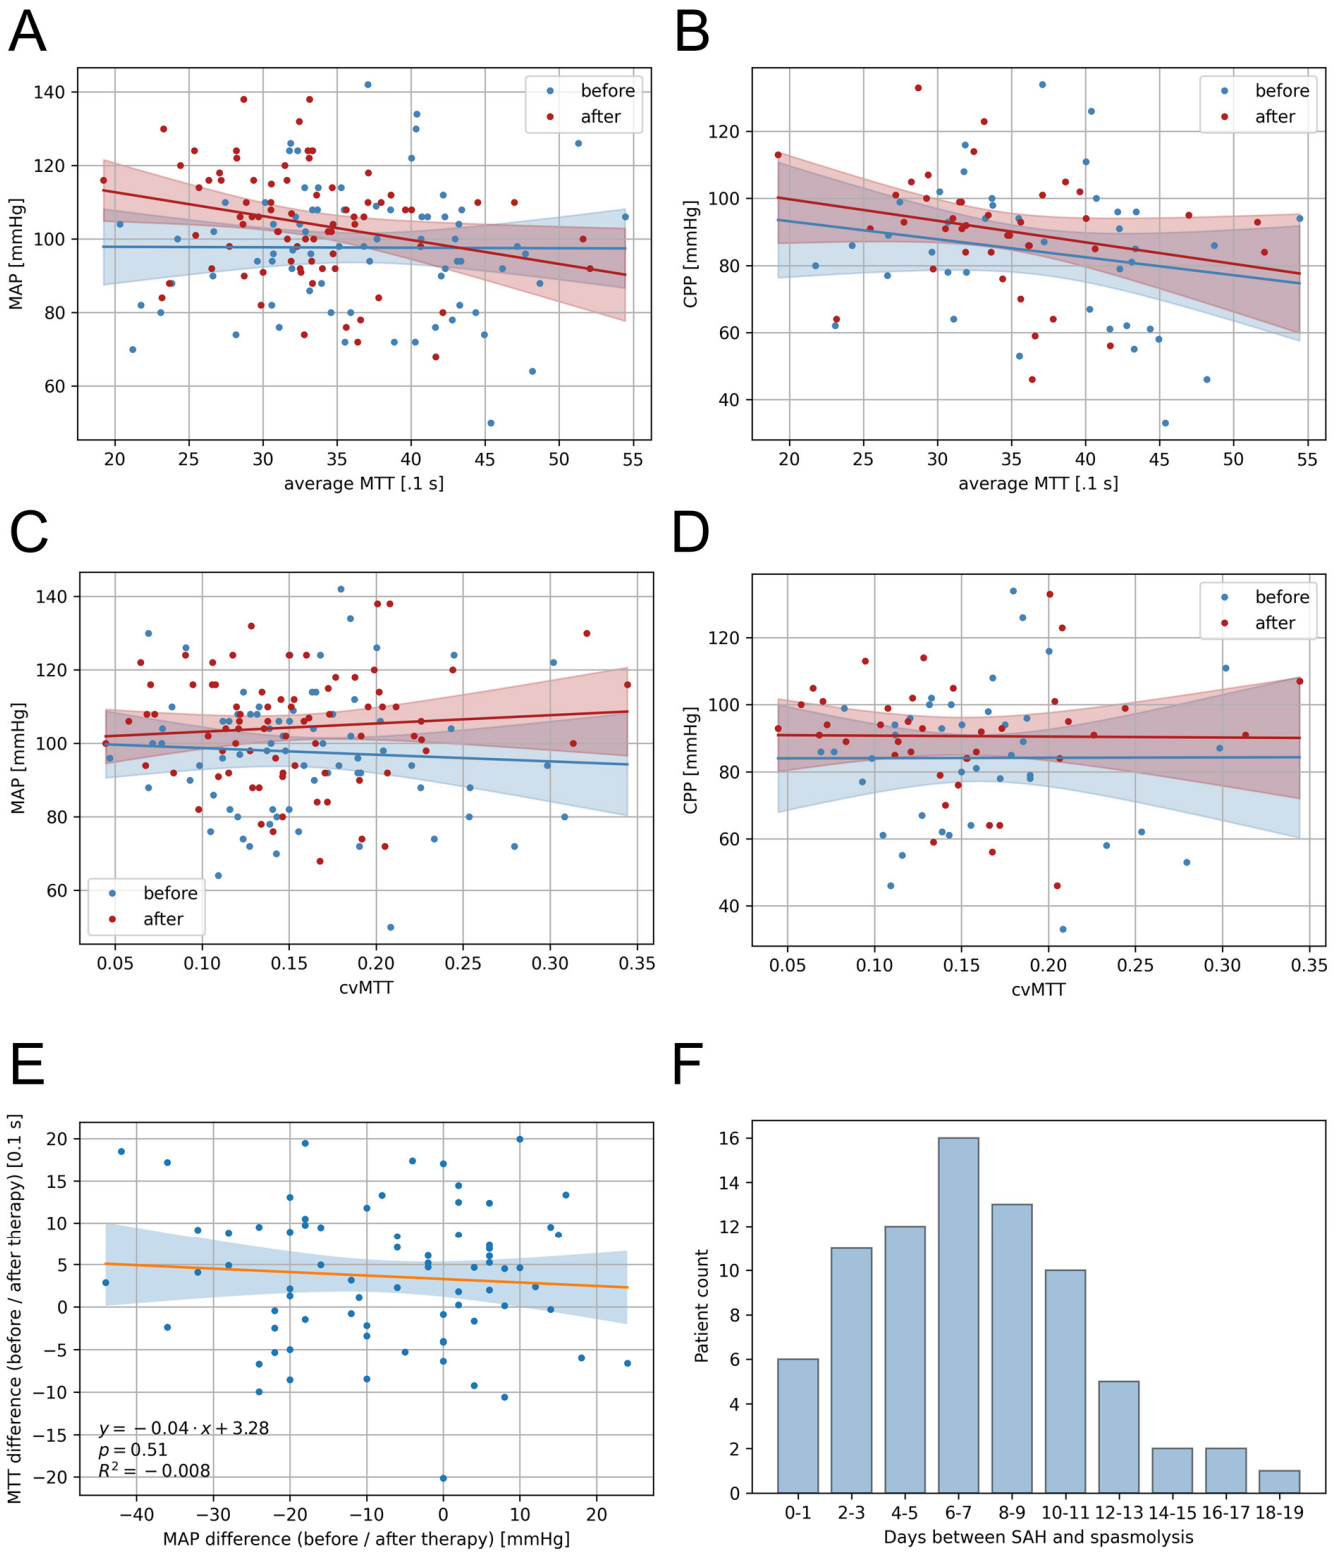 A
B
MAP [mmHg]
140
120
100
80
60
before
after
20 25 30 35 40 45 50 55
average MTT [.1 s]
CPP [mmHg]
120
100
80
60
40
before
after
20 25 30 35 40 45 50 55
average MTT [.1 s]
C
D
MAP [mmHg]
140
120
100
80
60
before
after
0.05 0.10 0.15 0.20 0.25 0.30 0.35
cvMTT
CPP [mmHg]
120
100
80
60
40
before
after
0.05 0.10 0.15 0.20 0.25 0.30 0.35
cvMTT
E
F
MTT difference (before / after therapy) [0.1 s]
20
15
10
5
0
−5
−10
−15
−20
y = −0.04 · x + 3.28
p = 0.51
R² = −0.008
−40 −30 −20 −10 0 10 20
MAP difference (before / after therapy) [mmHg]
Patient count
16
14
12
10
8
6
4
2
0
0-1 2-3 4-5 6-7 8-9 10-11 12-13 14-15 16-17 18-19
Days between SAH and spasmolysis